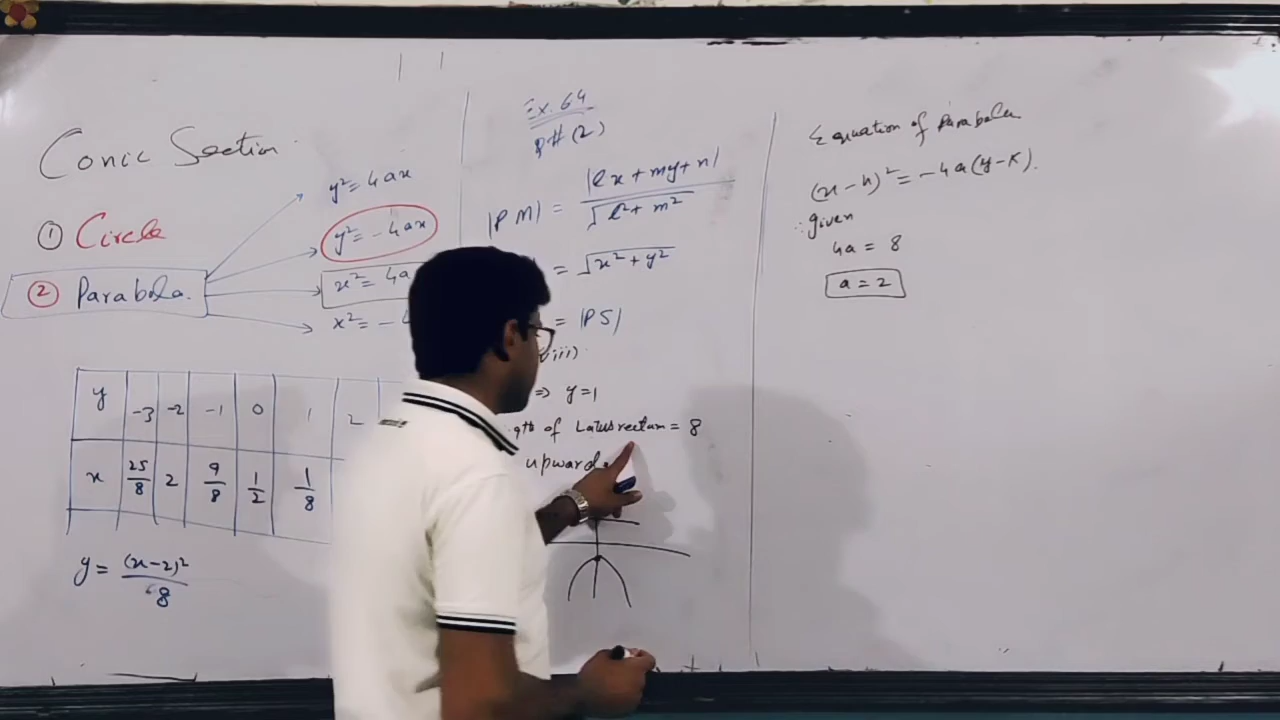 Conic Section.
① Circle
② Parabola.
y² = 4ax
y² = -4ax
x² = 4a
x² = -4
y | -3 | -2 | -1 | 0 | 1 | 2
x | 25/8 | 2 | 9/8 | 1/2 | 1/8
y = (x-2)²/8
Ex. 64
Q# (2)
|PM| = |lx + my + n| / √l² + m²
= √x² + y²
= |PS|
viii)
⇒ y=1
gth of Latus rectum = 8
upward
Equation of Parabola
(x - h)² = -4a(y-k).
∴ given
4a = 8
a = 2